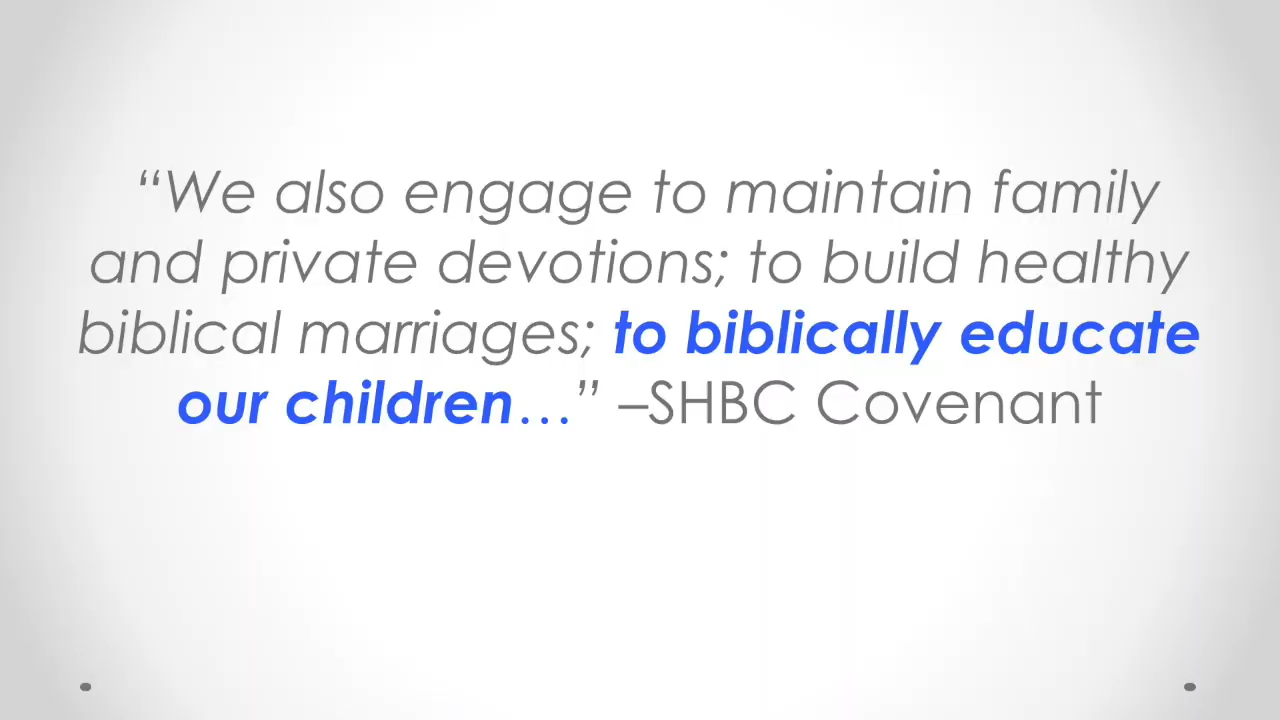 “We also engage to maintain family
and private devotions; to build healthy
biblical marriages; to biblically educate
our children…” –SHBC Covenant